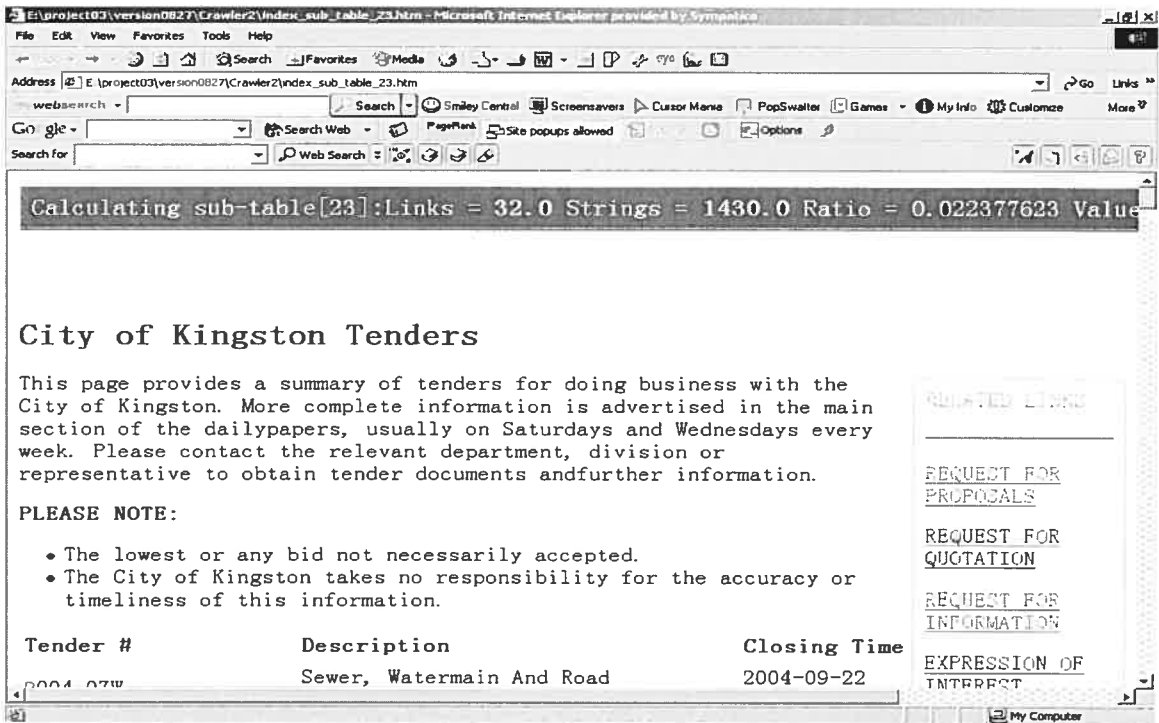 E:\project03\version0827\Crawler2\index_sub_table_23.htm - Microsoft Internet Explorer provided by Sympatico
File Edit View Favorites Tools Help
Search Favorites Media
Address E:\project03\version0827\Crawler2\index_sub_table_23.htm Go Links »
websearch Search Smiley Central Screensavers Cursor Mania PopSwatter Games My Info Customize More
Google Search Web PageRank Site popups allowed Options
Search for Web Search
Calculating sub-table[23]:Links = 32.0 Strings = 1430.0 Ratio = 0.022377623 Value
City of Kingston Tenders
This page provides a summary of tenders for doing business with the
City of Kingston. More complete information is advertised in the main
section of the dailypapers, usually on Saturdays and Wednesdays every
week. Please contact the relevant department, division or
representative to obtain tender documents andfurther information.
PLEASE NOTE:
• The lowest or any bid not necessarily accepted.
• The City of Kingston takes no responsibility for the accuracy or
timeliness of this information.
Tender # Description Closing Time
Sewer, Watermain And Road 2004-09-22
RELATED LINKS
REQUEST FOR
PROPOSALS
REQUEST FOR
QUOTATION
REQUEST FOR
INFORMATION
EXPRESSION OF
INTEREST
My Computer